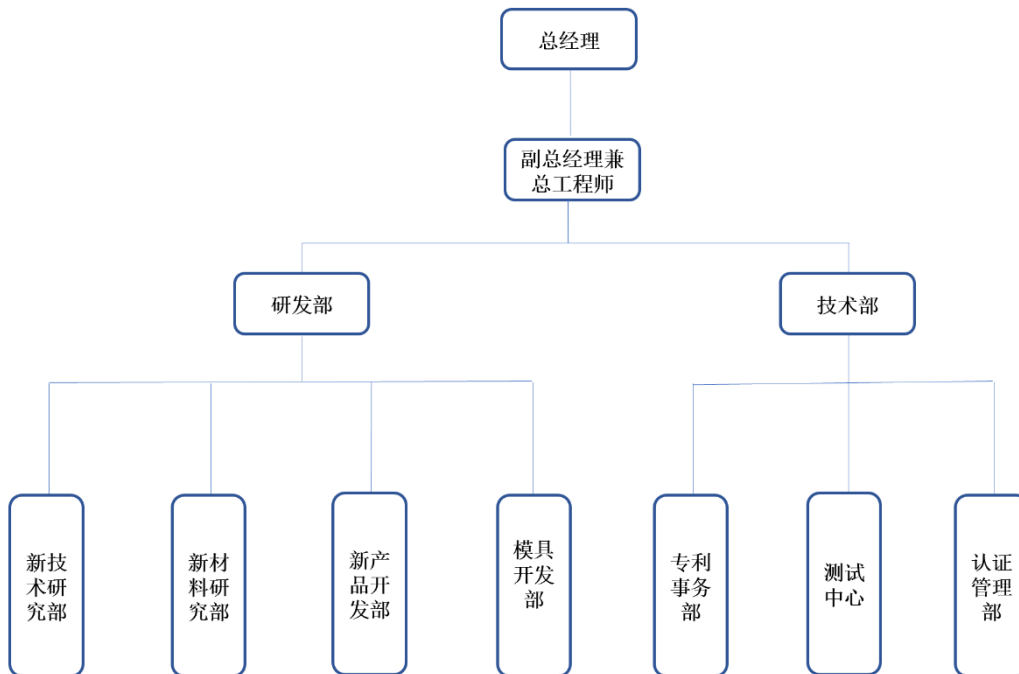 总经理
副总经理兼
总工程师
研发部
技术部
新技
术研
究部
新材
料研
究部
新产
品开
发部
模具
开发
部
专利
事务
部
测试
中心
认证
管理
部